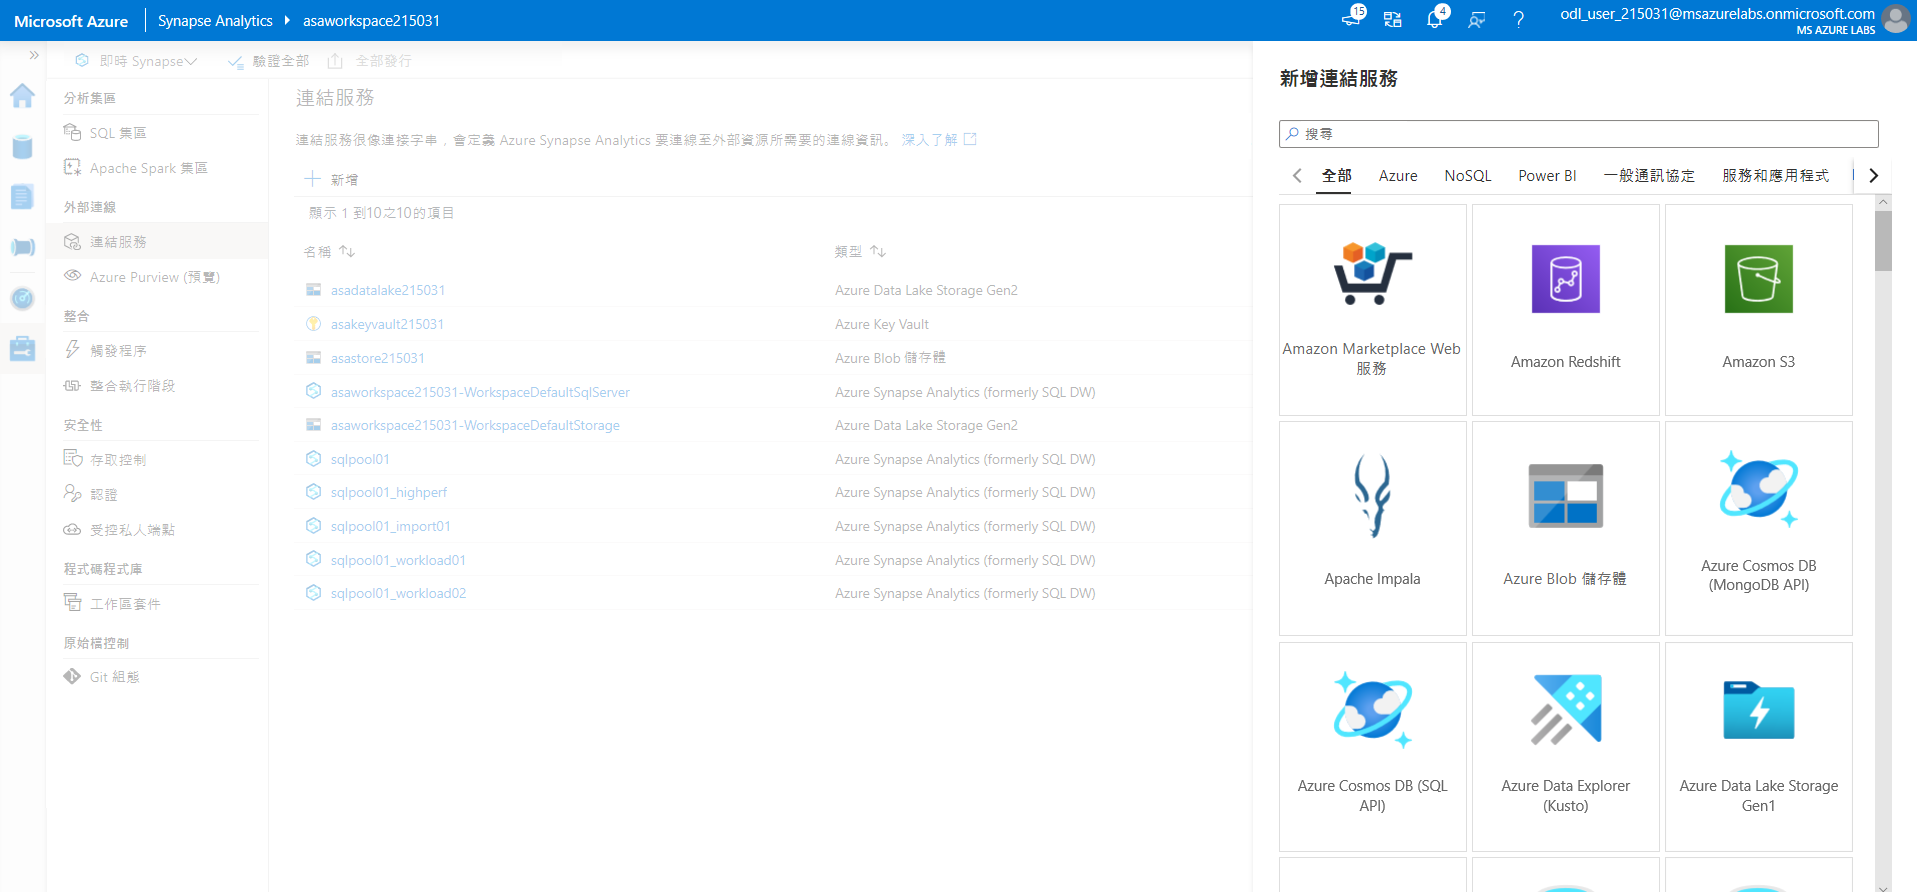 Microsoft Azure
Synapse Analytics
asaworkspace215031
15
4
?
odl_user_215031@msazurelabs.onmicrosoft.com
MS AZURE LABS
即時 Synapse
驗證全部
全部發行
分析集區
SQL 集區
Apache Spark 集區
外部連線
連結服務
Azure Purview (預覽)
整合
觸發程序
整合執行階段
安全性
存取控制
認證
受控私人端點
程式碼程式庫
工作區套件
原始檔控制
Git 組態
連結服務
連結服務很像連接字串，會定義 Azure Synapse Analytics 要連線至外部資源所需要的連線資訊。 深入了解
新增
顯示 1 到10之10的項目
名稱 類型
asadatalake215031 Azure Data Lake Storage Gen2
asakeyvault215031 Azure Key Vault
asastore215031 Azure Blob 儲存體
asaworkspace215031-WorkspaceDefaultSqlServer Azure Synapse Analytics (formerly SQL DW)
asaworkspace215031-WorkspaceDefaultStorage Azure Data Lake Storage Gen2
sqlpool01 Azure Synapse Analytics (formerly SQL DW)
sqlpool01_highperf Azure Synapse Analytics (formerly SQL DW)
sqlpool01_import01 Azure Synapse Analytics (formerly SQL DW)
sqlpool01_workload01 Azure Synapse Analytics (formerly SQL DW)
sqlpool01_workload02 Azure Synapse Analytics (formerly SQL DW)
新增連結服務
搜尋
全部 Azure NoSQL Power BI 一般通訊協定 服務和應用程式
Amazon Marketplace Web
服務
Amazon Redshift
Amazon S3
Apache Impala
Azure Blob 儲存體
Azure Cosmos DB
(MongoDB API)
Azure Cosmos DB (SQL
API)
Azure Data Explorer
(Kusto)
Azure Data Lake Storage
Gen1